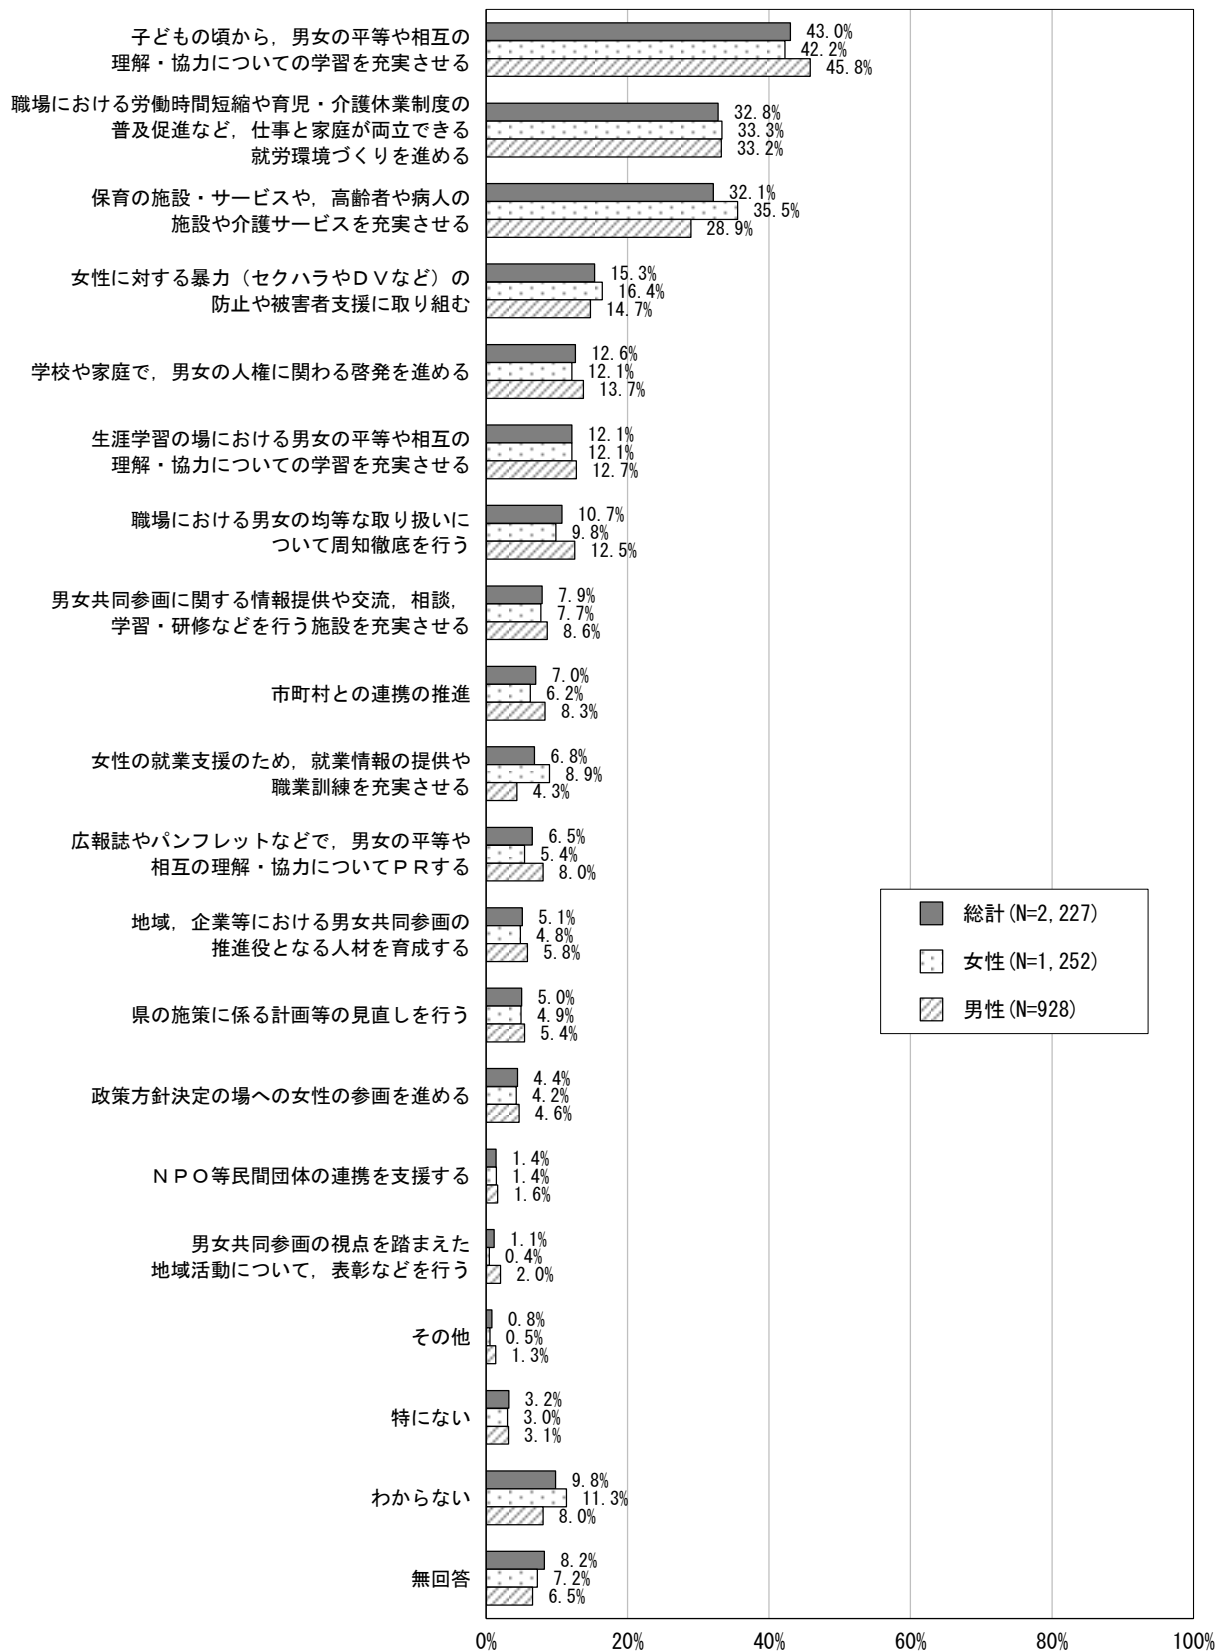 子どもの頃から，男女の平等や相互の
理解・協力についての学習を充実させる
43.0%
42.2%
45.8%
職場における労働時間短縮や育児・介護休業制度の
普及促進など，仕事と家庭が両立できる
就労環境づくりを進める
32.8%
33.3%
33.2%
保育の施設・サービスや，高齢者や病人の
施設や介護サービスを充実させる
32.1%
35.5%
28.9%
女性に対する暴力（セクハラやＤＶなど）の
防止や被害者支援に取り組む
15.3%
16.4%
14.7%
学校や家庭で，男女の人権に関わる啓発を進める
12.6%
12.1%
13.7%
生涯学習の場における男女の平等や相互の
理解・協力についての学習を充実させる
12.1%
12.1%
12.7%
職場における男女の均等な取り扱いに
ついて周知徹底を行う
10.7%
9.8%
12.5%
男女共同参画に関する情報提供や交流，相談，
学習・研修などを行う施設を充実させる
7.9%
7.7%
8.6%
市町村との連携の推進
7.0%
6.2%
8.3%
女性の就業支援のため，就業情報の提供や
職業訓練を充実させる
6.8%
8.9%
4.3%
広報誌やパンフレットなどで，男女の平等や
相互の理解・協力についてＰＲする
6.5%
5.4%
8.0%
地域，企業等における男女共同参画の
推進役となる人材を育成する
5.1%
4.8%
5.8%
県の施策に係る計画等の見直しを行う
5.0%
4.9%
5.4%
政策方針決定の場への女性の参画を進める
4.4%
4.2%
4.6%
ＮＰＯ等民間団体の連携を支援する
1.4%
1.4%
1.6%
男女共同参画の視点を踏まえた
地域活動について，表彰などを行う
1.1%
0.4%
2.0%
その他
0.8%
0.5%
1.3%
特にない
3.2%
3.0%
3.1%
わからない
9.8%
11.3%
8.0%
無回答
8.2%
7.2%
6.5%
総計(N=2,227)
女性(N=1,252)
男性(N=928)
0% 20% 40% 60% 80% 100%